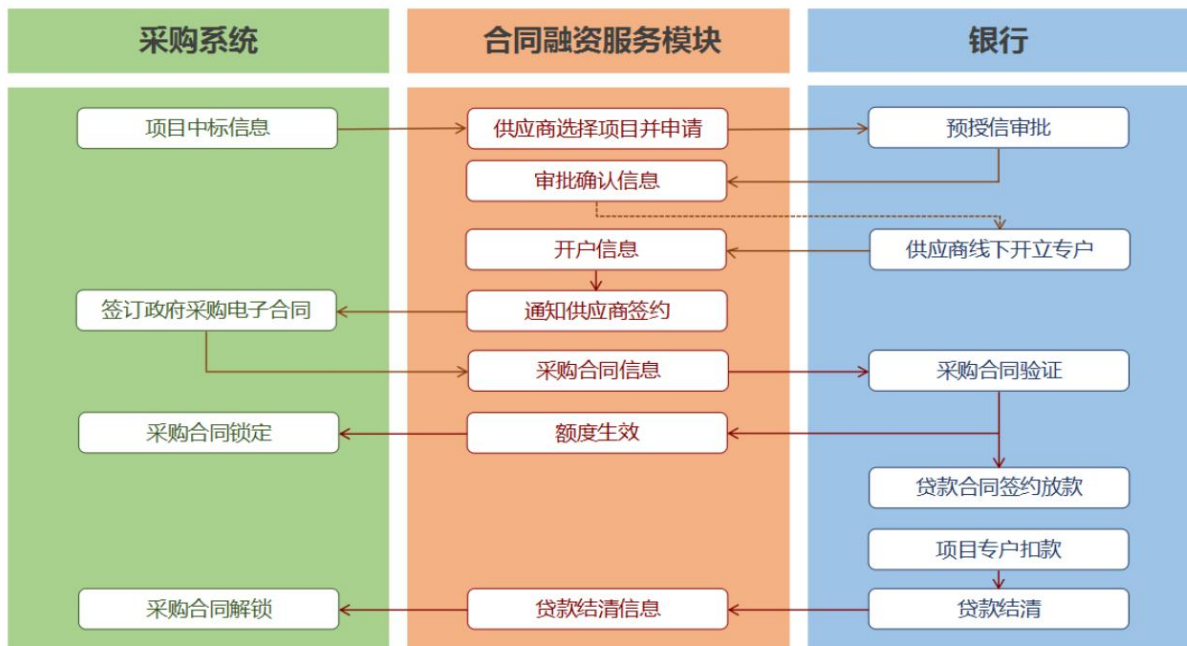 采购系统
合同融资服务模块
银行
项目中标信息
供应商选择项目并申请
预授信审批
审批确认信息
开户信息
供应商线下开立专户
签订政府采购电子合同
通知供应商签约
采购合同信息
采购合同验证
采购合同锁定
额度生效
贷款合同签约放款
项目专户扣款
采购合同解锁
贷款结清信息
贷款结清